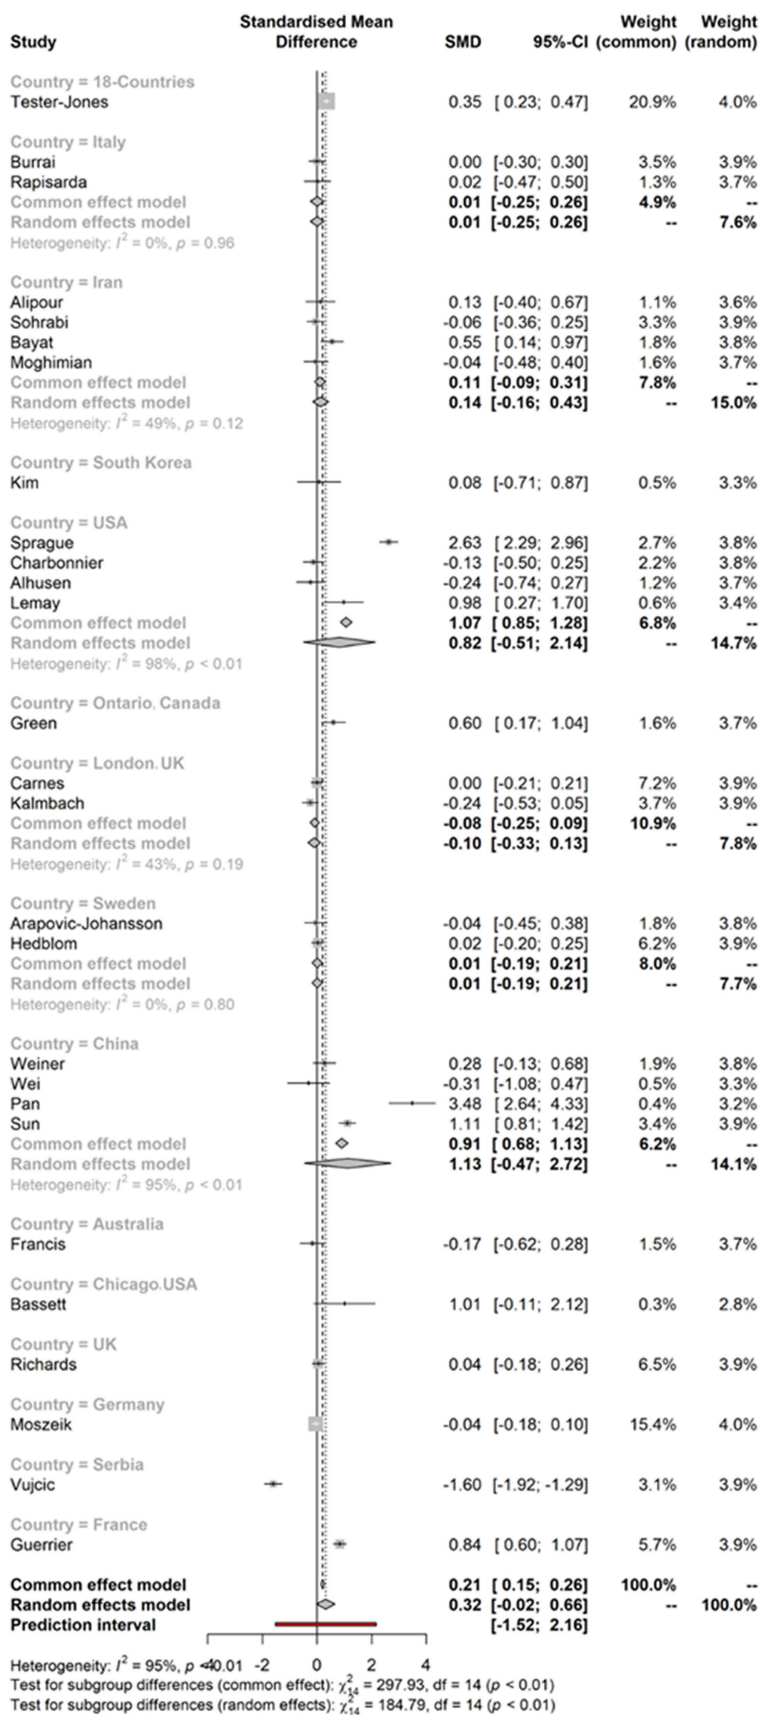 Standardised Mean Weight Weight
Study Difference SMD 95%-CI (common) (random)
Country = 18-Countries
Tester-Jones 0.35 [ 0.23; 0.47] 20.9% 4.0%
Country = Italy
Burrai 0.00 [-0.30; 0.30] 3.5% 3.9%
Rapisarda 0.02 [-0.47; 0.50] 1.3% 3.7%
Common effect model 0.01 [-0.25; 0.26] 4.9% --
Random effects model 0.01 [-0.25; 0.26] -- 7.6%
Heterogeneity: I² = 0%, p = 0.96
Country = Iran
Alipour 0.13 [-0.40; 0.67] 1.1% 3.6%
Sohrabi -0.06 [-0.36; 0.25] 3.3% 3.9%
Bayat 0.55 [ 0.14; 0.97] 1.8% 3.8%
Moghimian -0.04 [-0.48; 0.40] 1.6% 3.7%
Common effect model 0.11 [-0.09; 0.31] 7.8% --
Random effects model 0.14 [-0.16; 0.43] -- 15.0%
Heterogeneity: I² = 49%, p = 0.12
Country = South Korea
Kim 0.08 [-0.71; 0.87] 0.5% 3.3%
Country = USA
Sprague 2.63 [ 2.29; 2.96] 2.7% 3.8%
Charbonnier -0.13 [-0.50; 0.25] 2.2% 3.8%
Alhusen -0.24 [-0.74; 0.27] 1.2% 3.7%
Lemay 0.98 [ 0.27; 1.70] 0.6% 3.4%
Common effect model 1.07 [ 0.85; 1.28] 6.8% --
Random effects model 0.82 [-0.51; 2.14] -- 14.7%
Heterogeneity: I² = 98%, p < 0.01
Country = Ontario. Canada
Green 0.60 [ 0.17; 1.04] 1.6% 3.7%
Country = London.UK
Carnes 0.00 [-0.21; 0.21] 7.2% 3.9%
Kalmbach -0.24 [-0.53; 0.05] 3.7% 3.9%
Common effect model -0.08 [-0.25; 0.09] 10.9% --
Random effects model -0.10 [-0.33; 0.13] -- 7.8%
Heterogeneity: I² = 43%, p = 0.19
Country = Sweden
Arapovic-Johansson -0.04 [-0.45; 0.38] 1.8% 3.8%
Hedblom 0.02 [-0.20; 0.25] 6.2% 3.9%
Common effect model 0.01 [-0.19; 0.21] 8.0% --
Random effects model 0.01 [-0.19; 0.21] -- 7.7%
Heterogeneity: I² = 0%, p = 0.80
Country = China
Weiner 0.28 [-0.13; 0.68] 1.9% 3.8%
Wei -0.31 [-1.08; 0.47] 0.5% 3.3%
Pan 3.48 [ 2.64; 4.33] 0.4% 3.2%
Sun 1.11 [ 0.81; 1.42] 3.4% 3.9%
Common effect model 0.91 [ 0.68; 1.13] 6.2% --
Random effects model 1.13 [-0.47; 2.72] -- 14.1%
Heterogeneity: I² = 95%, p < 0.01
Country = Australia
Francis -0.17 [-0.62; 0.28] 1.5% 3.7%
Country = Chicago.USA
Bassett 1.01 [-0.11; 2.12] 0.3% 2.8%
Country = UK
Richards 0.04 [-0.18; 0.26] 6.5% 3.9%
Country = Germany
Moszeik -0.04 [-0.18; 0.10] 15.4% 4.0%
Country = Serbia
Vujcic -1.60 [-1.92; -1.29] 3.1% 3.9%
Country = France
Guerrier 0.84 [ 0.60; 1.07] 5.7% 3.9%
Common effect model 0.21 [ 0.15; 0.26] 100.0% --
Random effects model 0.32 [-0.02; 0.66] -- 100.0%
Prediction interval [-1.52; 2.16]
-4 -2 0 2 4
Heterogeneity: I² = 95%, p < 0.01
Test for subgroup differences (common effect): χ²₁₄ = 297.93, df = 14 (p < 0.01)
Test for subgroup differences (random effects): χ²₁₄ = 184.79, df = 14 (p < 0.01)